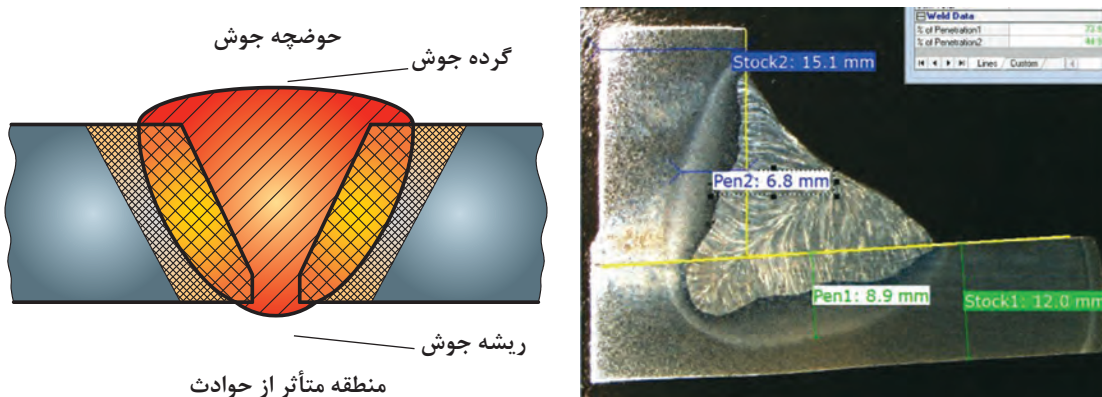 حوضچه جوش
گرده جوش
ریشه جوش
منطقه متأثر از حوادث
Weld Data
% of Penetration1
% of Penetration2
Lines
Custom
Stock2: 15.1 mm
Pen2: 6.8 mm
Pen1: 8.9 mm
Stock1: 12.0 mm